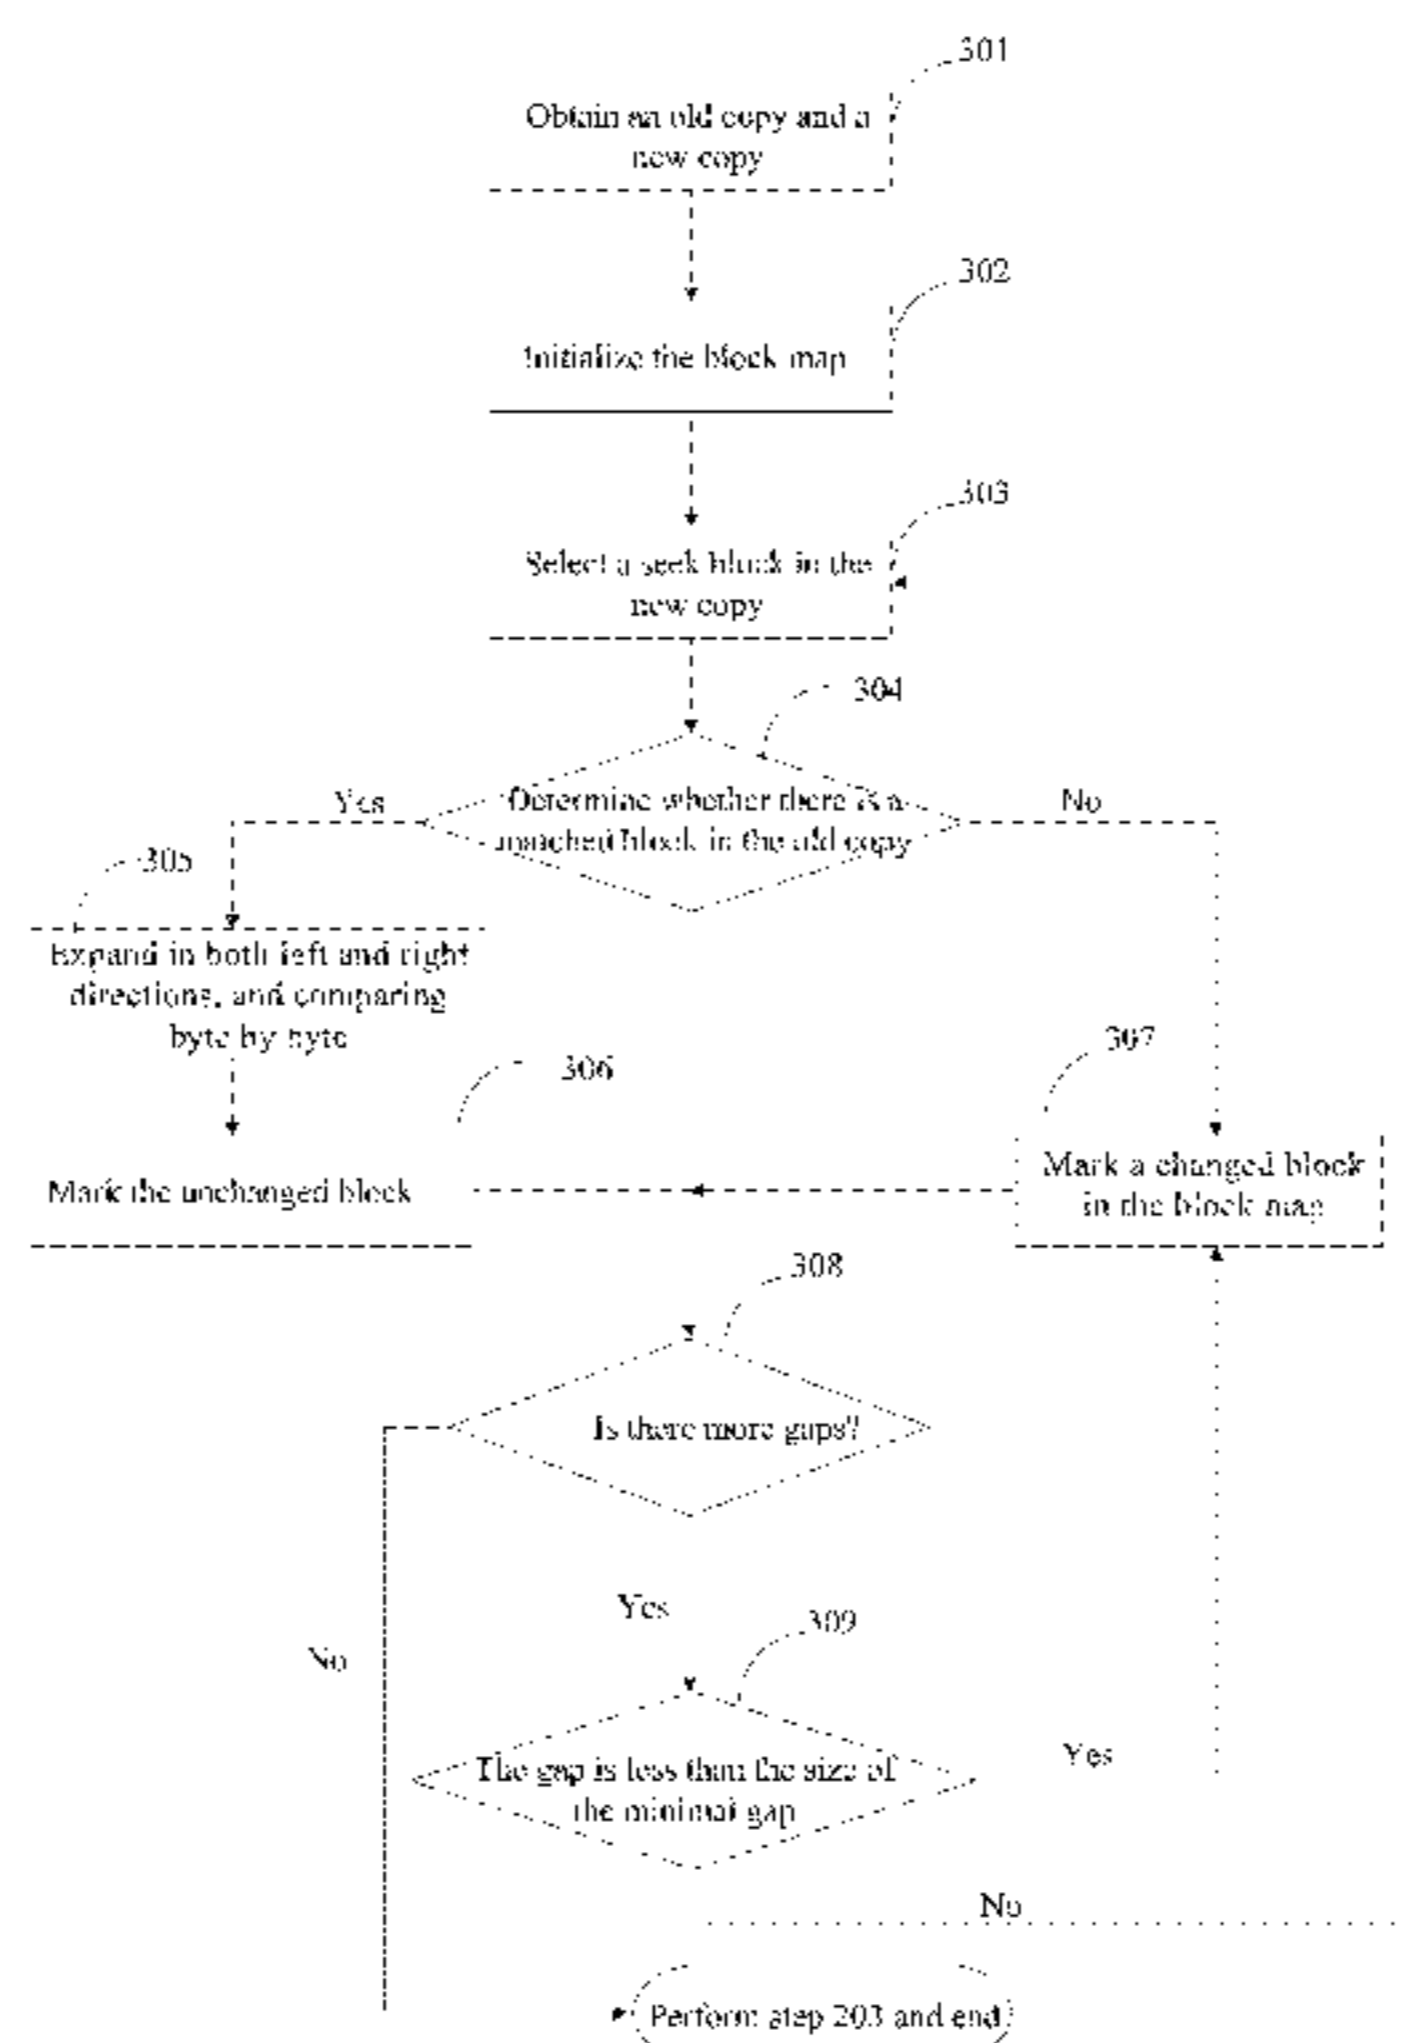 301
Obtain an old copy and a
new copy
302
Initialize the block map
303
Select a seek block in the
new copy
304
Yes
Determine whether there is a
matched block in the old copy
No
305
Expand in both left and right
directions, and comparing
byte by byte
306
307
Mark the unchanged block
Mark a changed block
in the block map
308
Is there more gaps?
Yes
309
No
The gap is less than the size of
the minimal gap
Yes
No
Perform step 203 and end